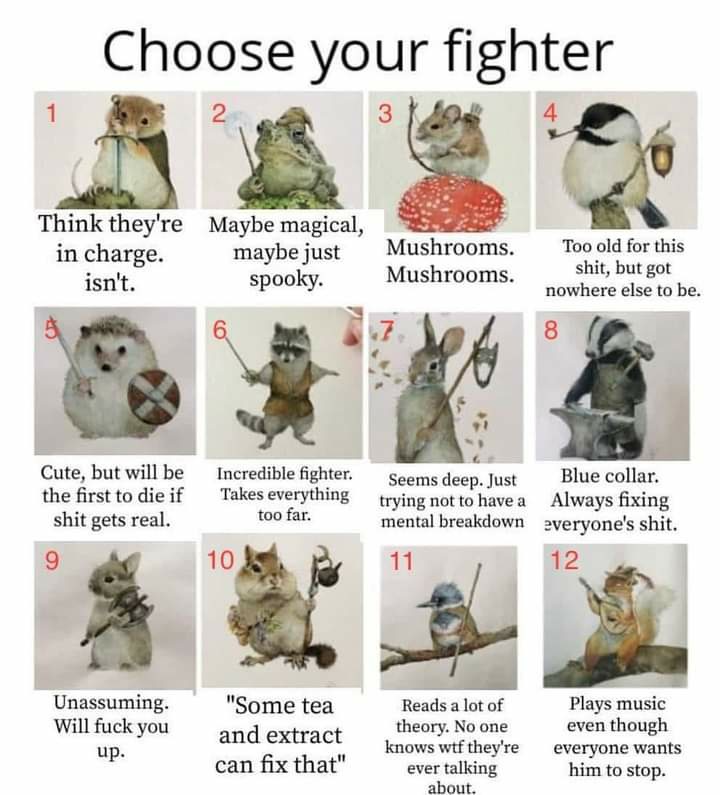 Choose your fighter
1
2
3
4
Think they're
in charge.
isn't.
Maybe magical,
maybe just
spooky.
Mushrooms.
Mushrooms.
Too old for this
shit, but got
nowhere else to be.
5
6
7
8
Cute, but will be
the first to die if
shit gets real.
Incredible fighter.
Takes everything
too far.
Seems deep. Just
trying not to have a
mental breakdown
Blue collar.
Always fixing
everyone's shit.
9
10
11
12
Unassuming.
Will fuck you
up.
"Some tea
and extract
can fix that"
Reads a lot of
theory. No one
knows wtf they're
ever talking
about.
Plays music
even though
everyone wants
him to stop.